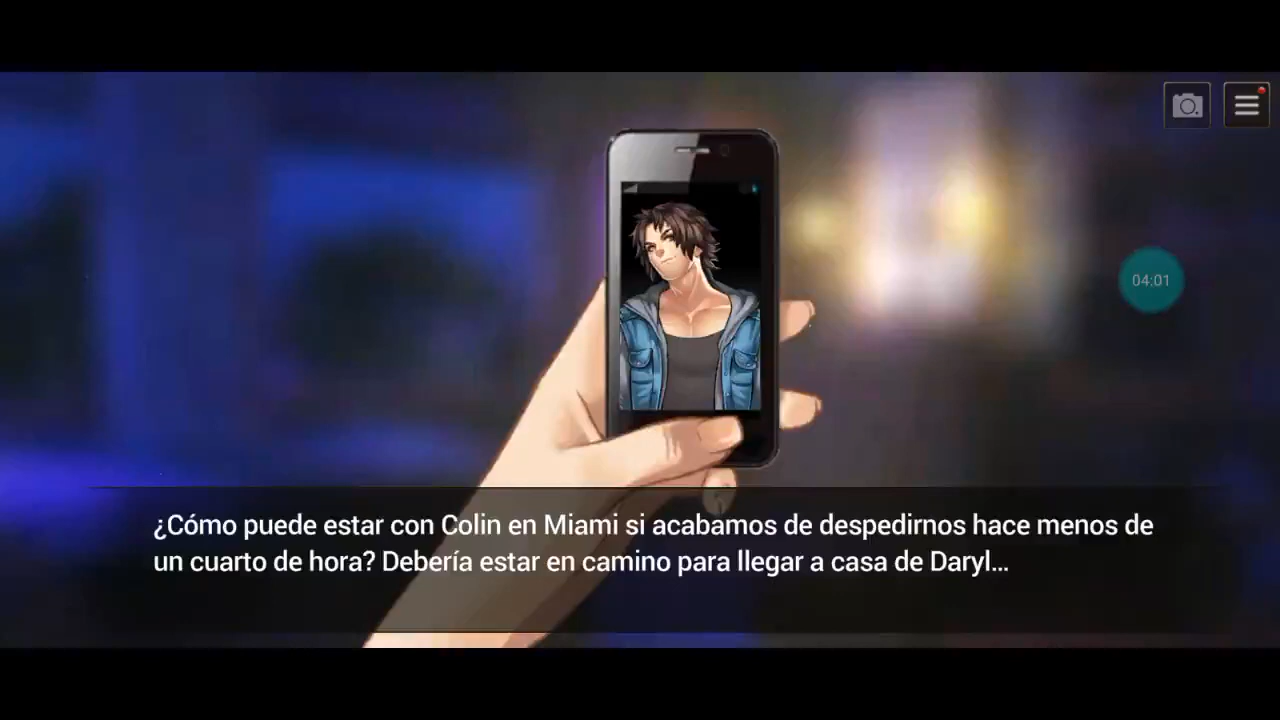 04:01
¿Cómo puede estar con Colin en Miami si acabamos de despedirnos hace menos de
un cuarto de hora? Debería estar en camino para llegar a casa de Daryl...